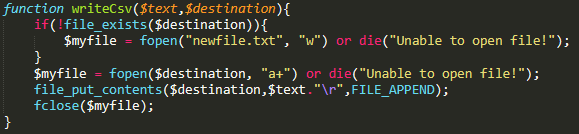 function writeCsv($text,$destination){
if(!file_exists($destination)){
$myfile = fopen("newfile.txt", "w") or die("Unable to open file!");
}
$myfile = fopen($destination, "a+") or die("Unable to open file!");
file_put_contents($destination,$text."\r",FILE_APPEND);
fclose($myfile);
}